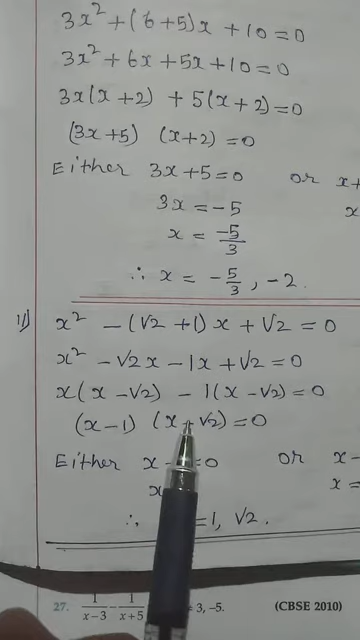 3x² + (6+5)x + 10 = 0
3x² + 6x + 5x + 10 = 0
3x(x+2) + 5(x+2) = 0
(3x+5) (x+2) = 0
Either 3x+5 = 0 or x+
3x = -5 x
x = -5/3
∴ x = -5/3, -2.
11) x² - (√2 + 1)x + √2 = 0
x² - √2x - 1x + √2 = 0
x(x - √2) - 1(x - √2) = 0
(x-1) (x √2) = 0
Either x - = 0 or x -
x =
∴ = 1, √2.
27. 1/(x-3) - 1/(x+5) 3, -5. (CBSE 2010)